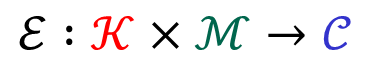 ℰ : 𝒦 × ℳ → 𝒞